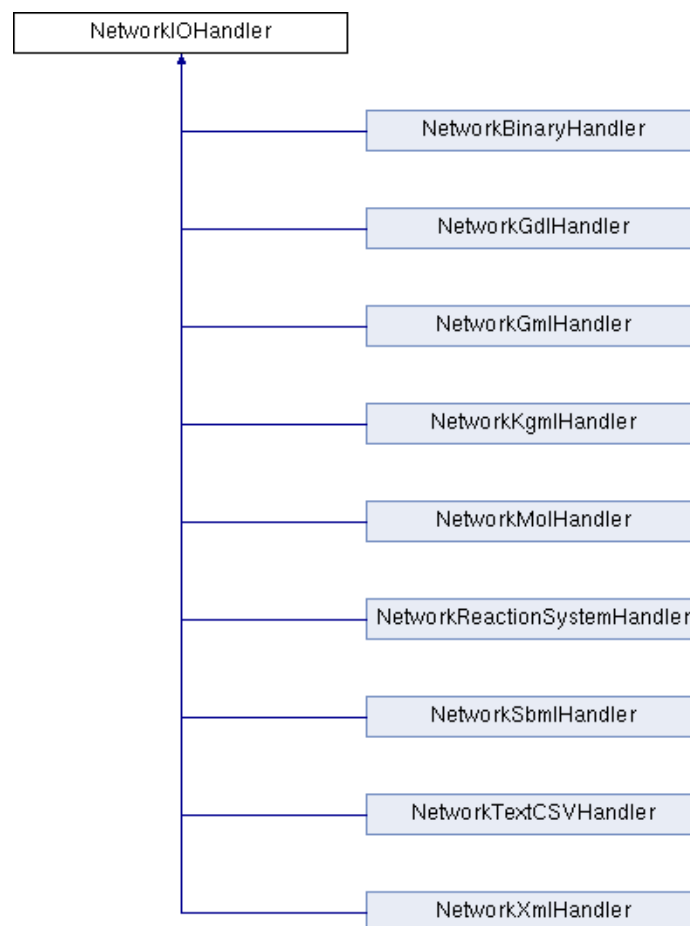 NetworkIOHandler
NetworkBinaryHandler
NetworkGdlHandler
NetworkGmlHandler
NetworkKgmlHandler
NetworkMolHandler
NetworkReactionSystemHandler
NetworkSbmlHandler
NetworkTextCSVHandler
NetworkXmlHandler